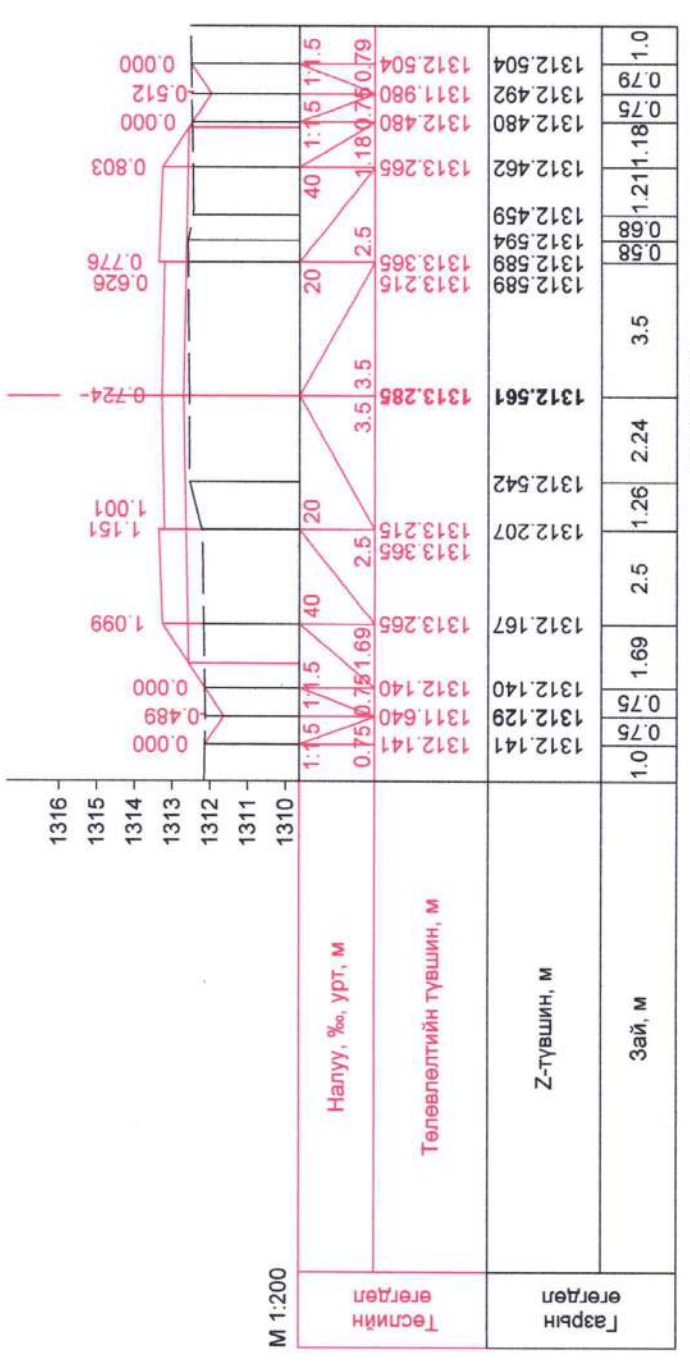 1316
1315
1314
1313
1312
1311
1310
0.000
-0.489
0.000
1.099
1.151
1.001
-0.724-
0.626
0.776
0.803
0.000
-0.512
0.000
М 1:200
Төслийн өгөгдөл
Налуу, ‰, урт, м
1:1.5 1:1.5 40 20 20 40 1:1.5 1:1.5
0.75 0.75 1.69 2.5 3.5 3.5 2.5 1.18 0.75 0.79
Төлөвлөлтийн түвшин, м
1312.141 1311.640 1312.140 1313.265 1313.365 1313.215 1313.285 1313.215 1313.365 1313.265 1312.480 1311.980 1312.504
Газрын өгөгдөл
Z-түвшин, м
1312.141 1312.129 1312.140 1312.167 1312.207 1312.542 1312.561 1312.589 1312.589 1312.594 1312.459 1312.462 1312.480 1312.492 1312.504
Зай, м
1.0 0.75 0.75 1.69 2.5 1.26 2.24 3.5 0.58 0.68 1.21 1.18 0.75 0.79 1.0